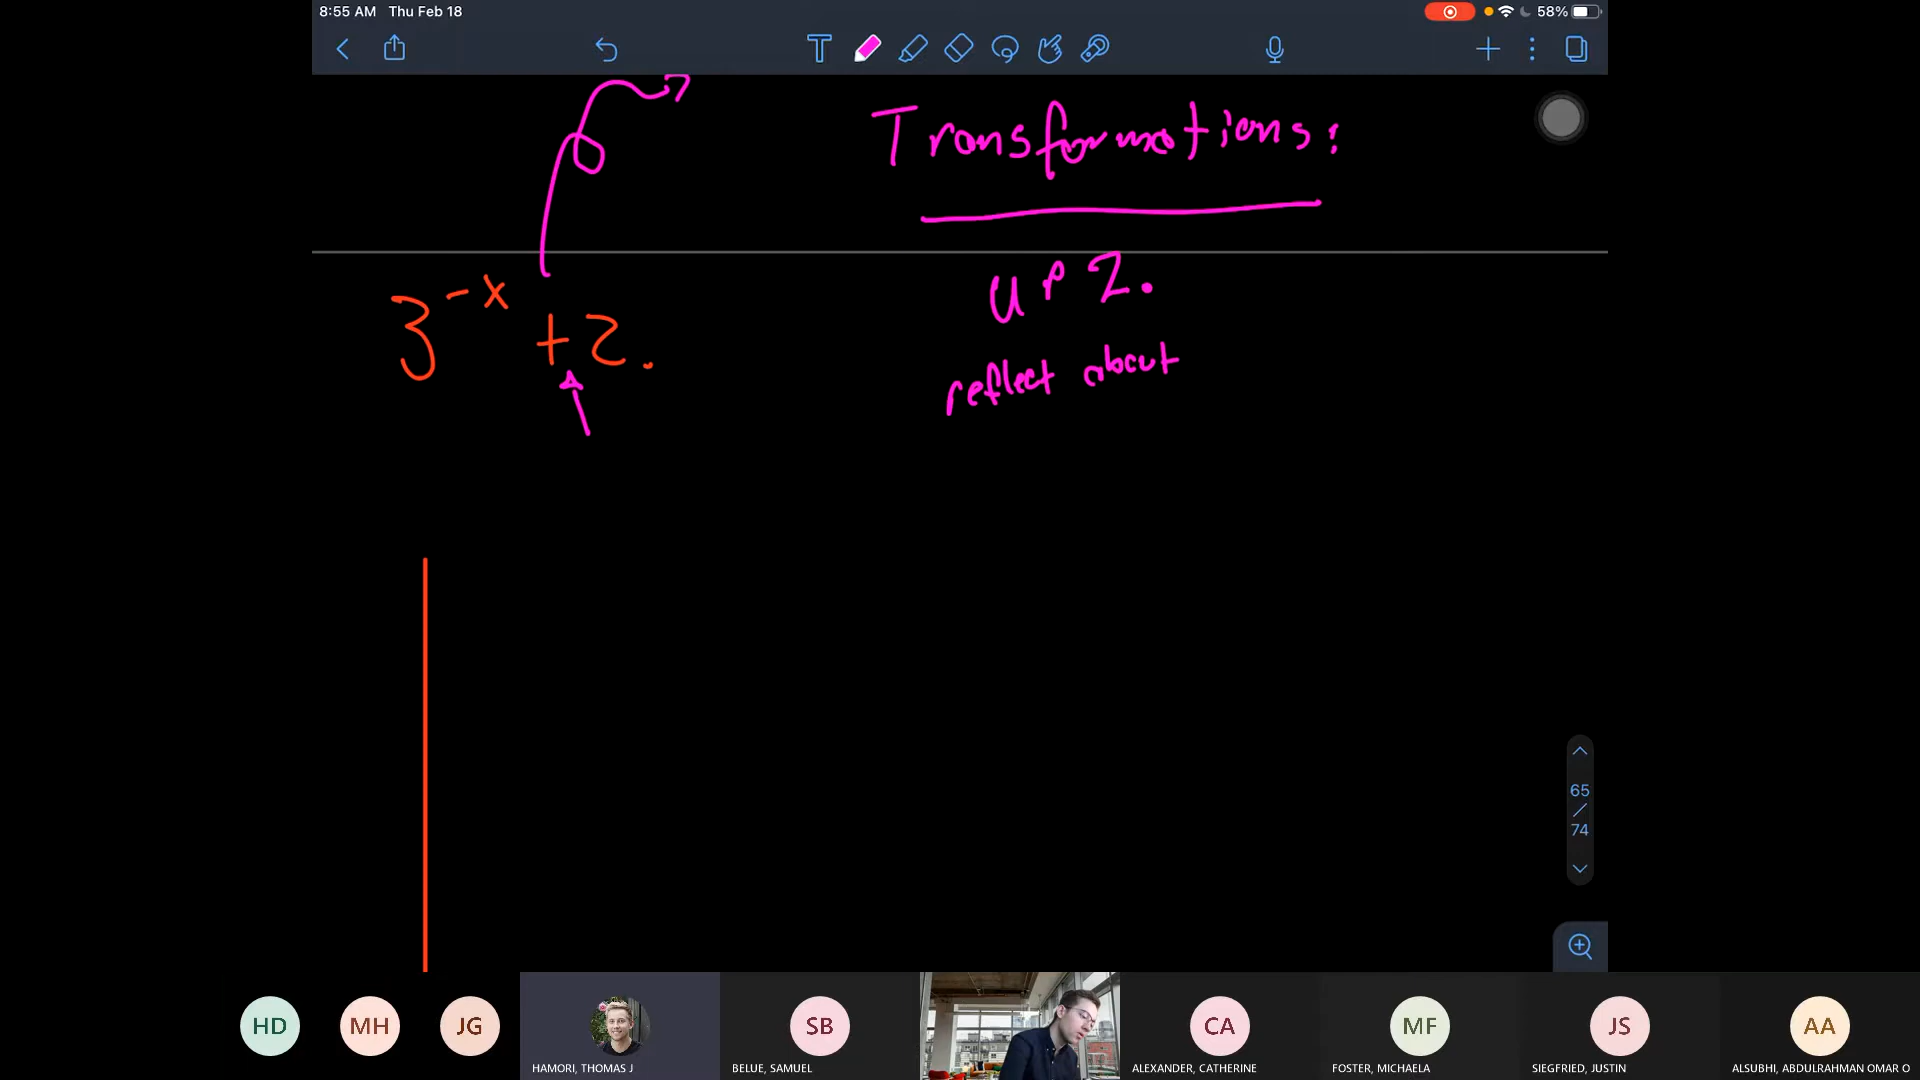 8:55 AM Thu Feb 18
58%
Transformations:
3^-x +2.
up 2.
reflect about
65
/
74
HD
MH
JG
SB
CA
MF
JS
AA
HAMORI, THOMAS J
BELUE, SAMUEL
ALEXANDER, CATHERINE
FOSTER, MICHAELA
SIEGFRIED, JUSTIN
ALSUBHI, ABDULRAHMAN OMAR O